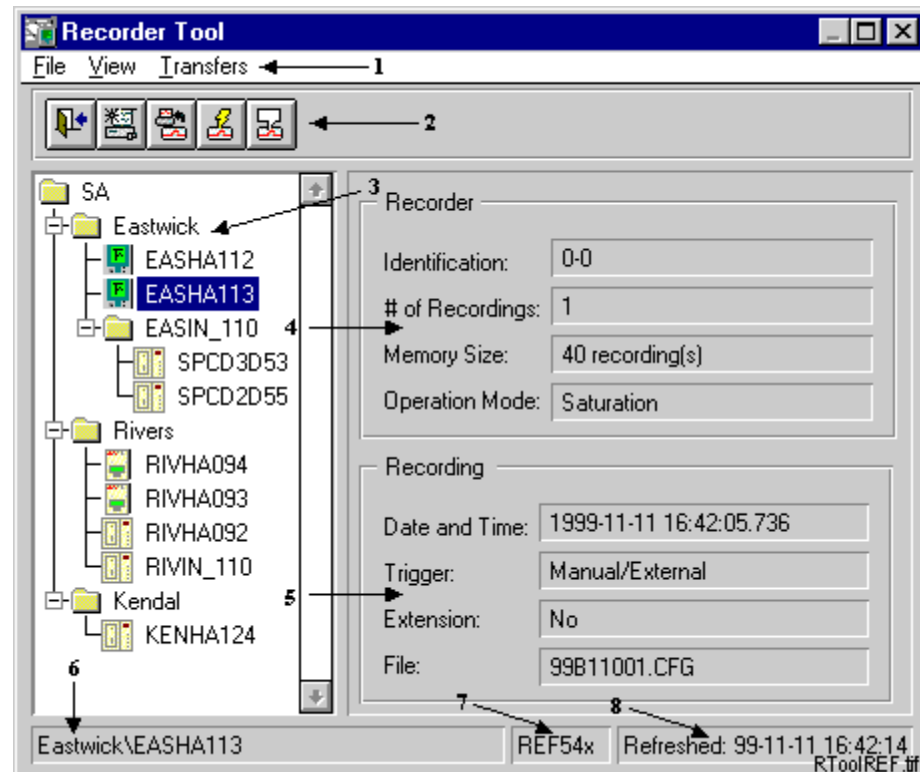 Recorder Tool
File View Transfers 1
2
SA
Eastwick
EASHA112
EASHA113
EASIN_110
SPCD3D53
SPCD2D55
Rivers
RIVHA094
RIVHA093
RIVHA092
RIVIN_110
Kendal
KENHA124
3
4
5
6
Recorder
Identification: 0-0
# of Recordings: 1
Memory Size: 40 recording(s)
Operation Mode: Saturation
Recording
Date and Time: 1999-11-11 16:42:05.736
Trigger: Manual/External
Extension: No
File: 99B11001.CFG
7
8
Eastwick\EASHA113 REF54x Refreshed: 99-11-11 16:42:14
RToolREF.tif